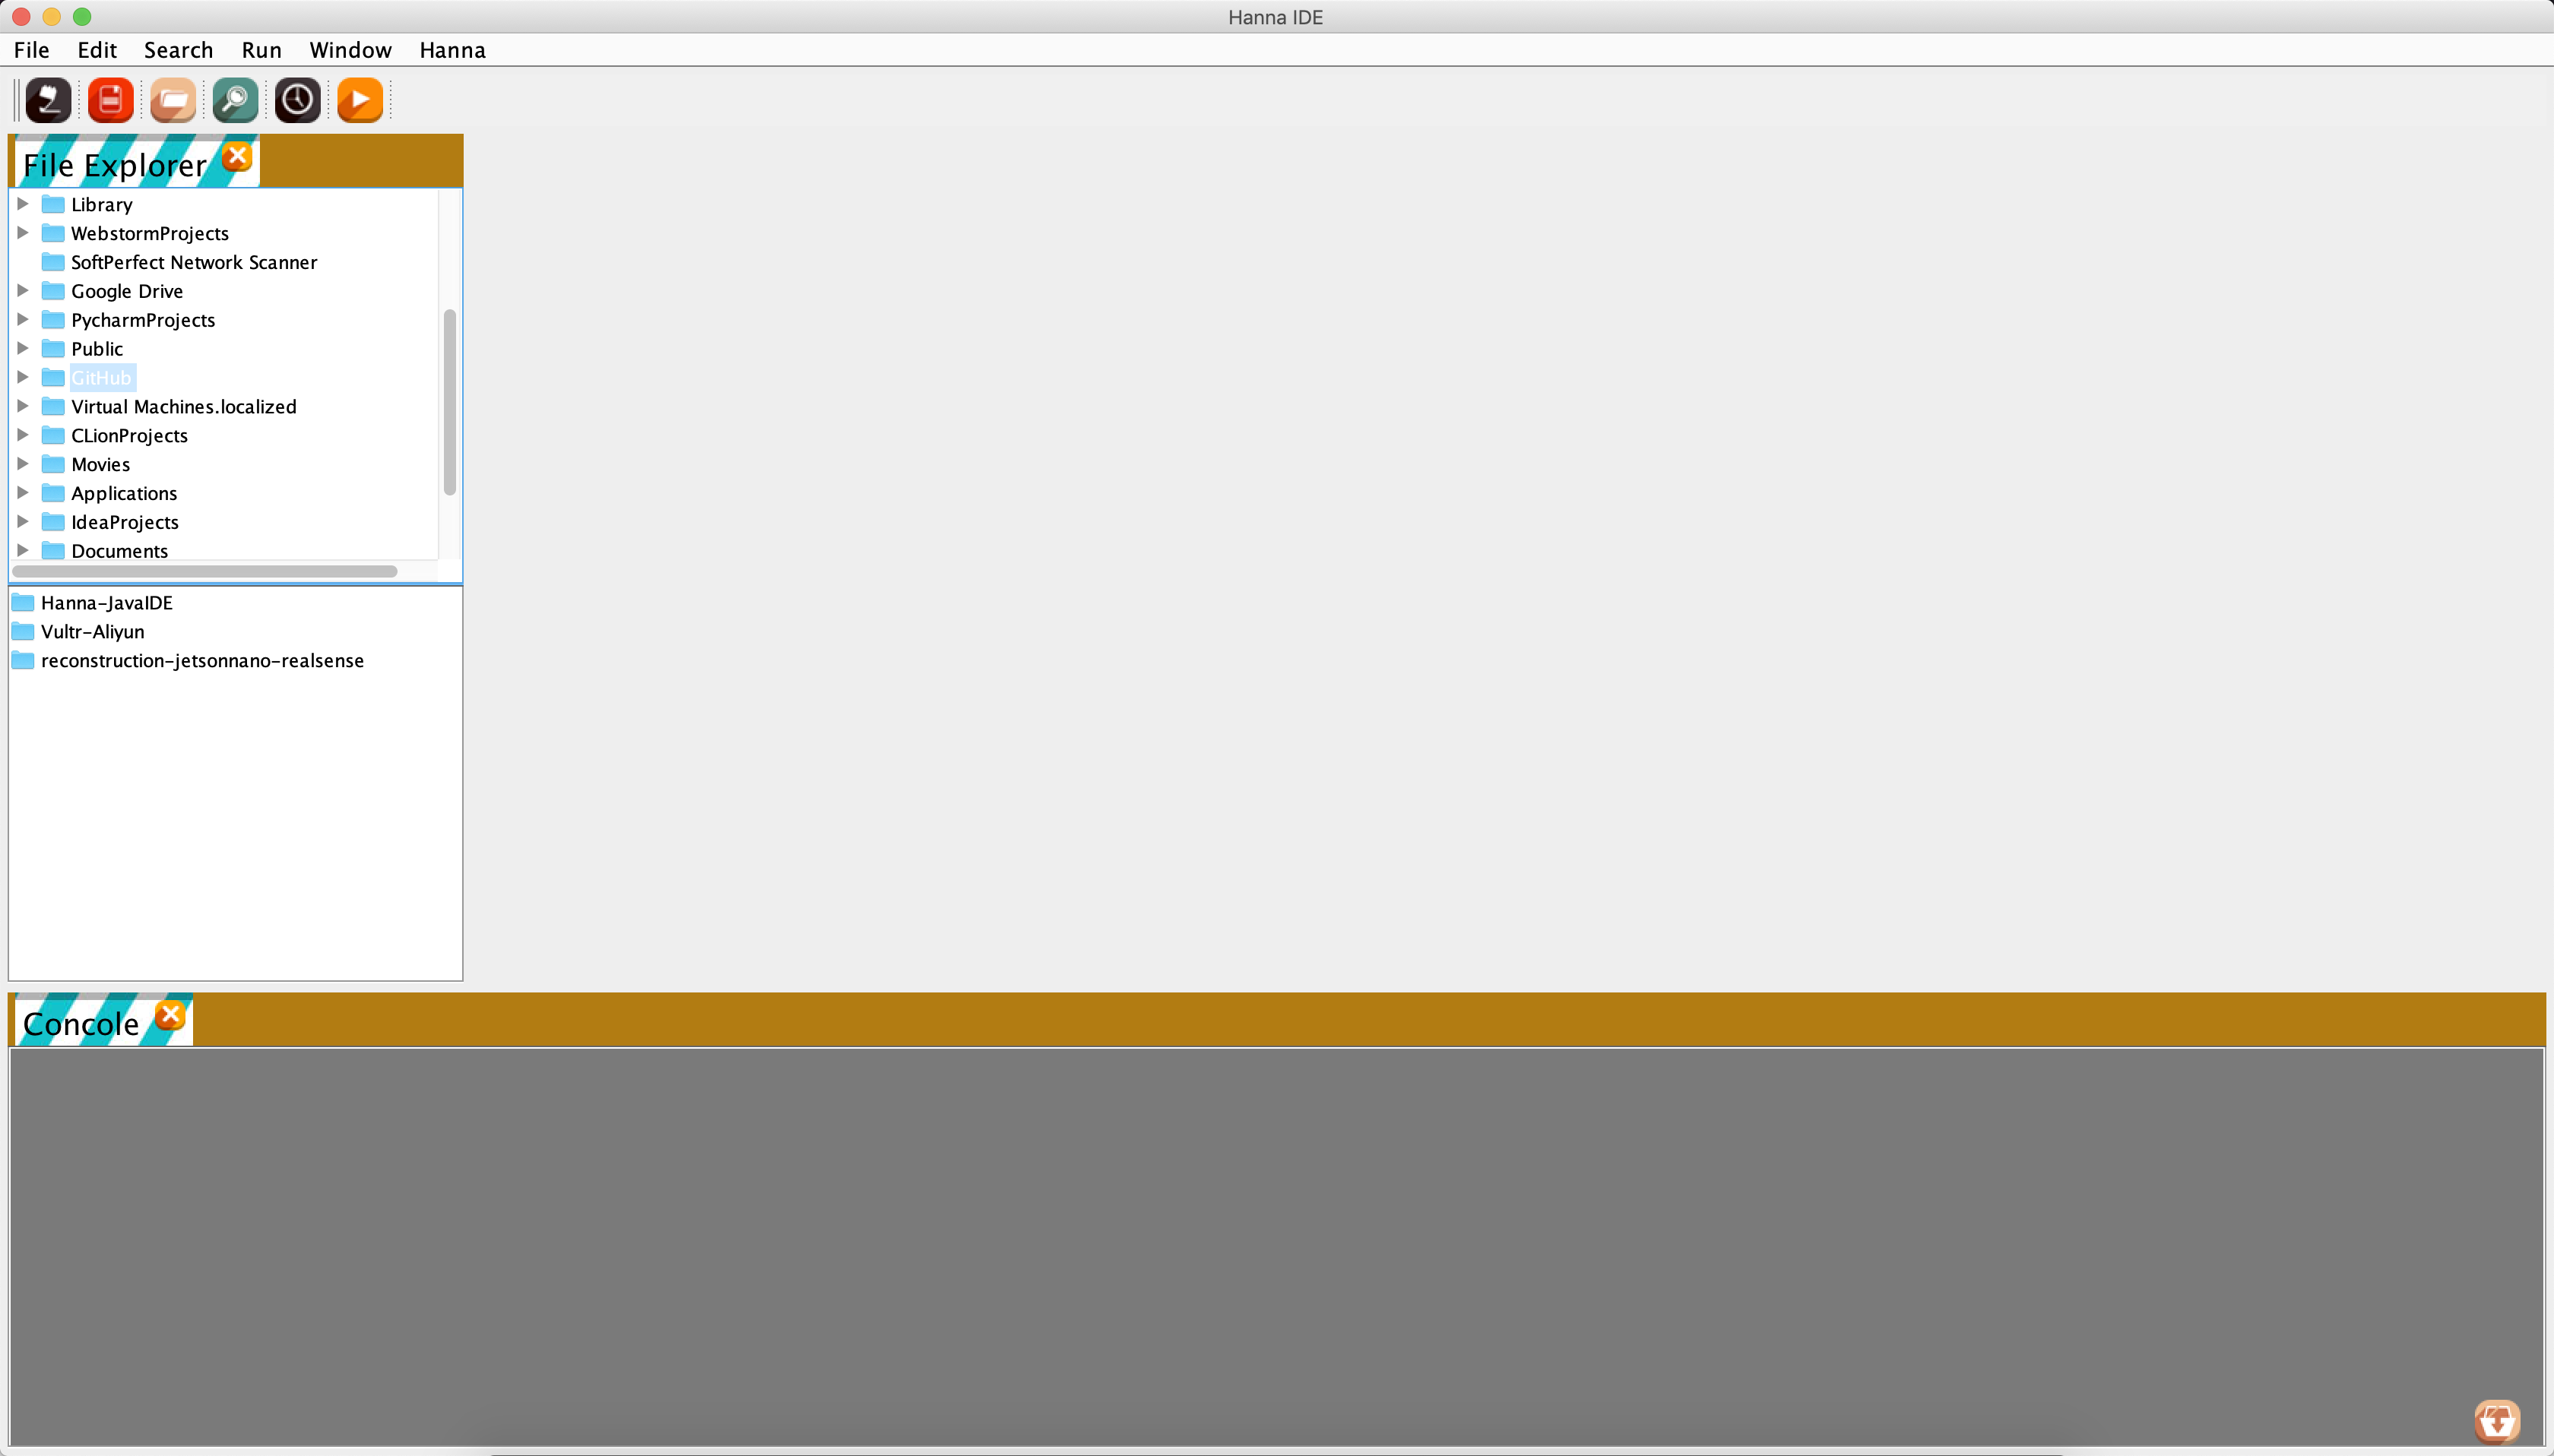 Hanna IDE
File Edit Search Run Window Hanna
File Explorer
Library
WebstormProjects
SoftPerfect Network Scanner
Google Drive
PycharmProjects
Public
GitHub
Virtual Machines.localized
CLionProjects
Movies
Applications
IdeaProjects
Documents
Hanna-JavaIDE
Vultr-Aliyun
reconstruction-jetsonnano-realsense
Concole